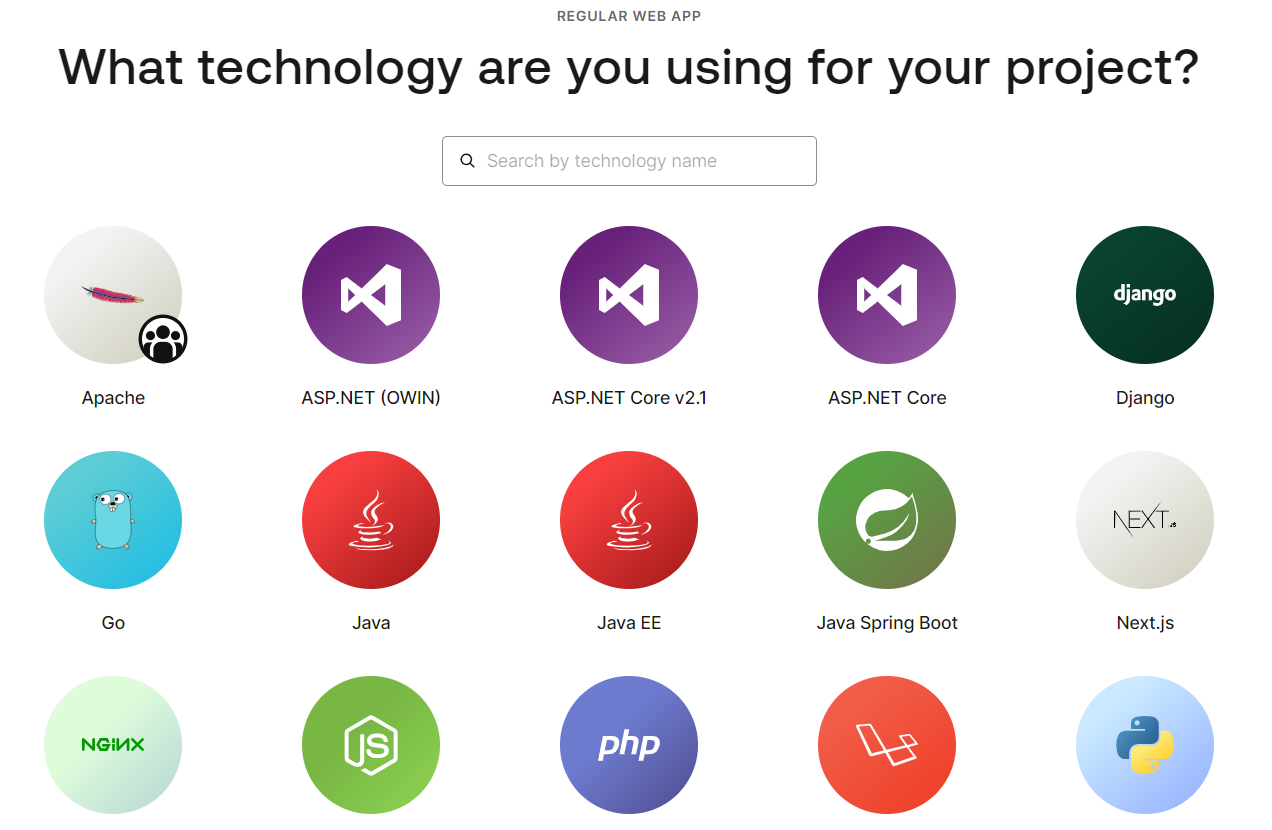 REGULAR WEB APP
What technology are you using for your project?
Search by technology name
django
Apache
ASP.NET (OWIN)
ASP.NET Core v2.1
ASP.NET Core
Django
NEXT.JS
Go
Java
Java EE
Java Spring Boot
Next.js
NGINX
JS
php